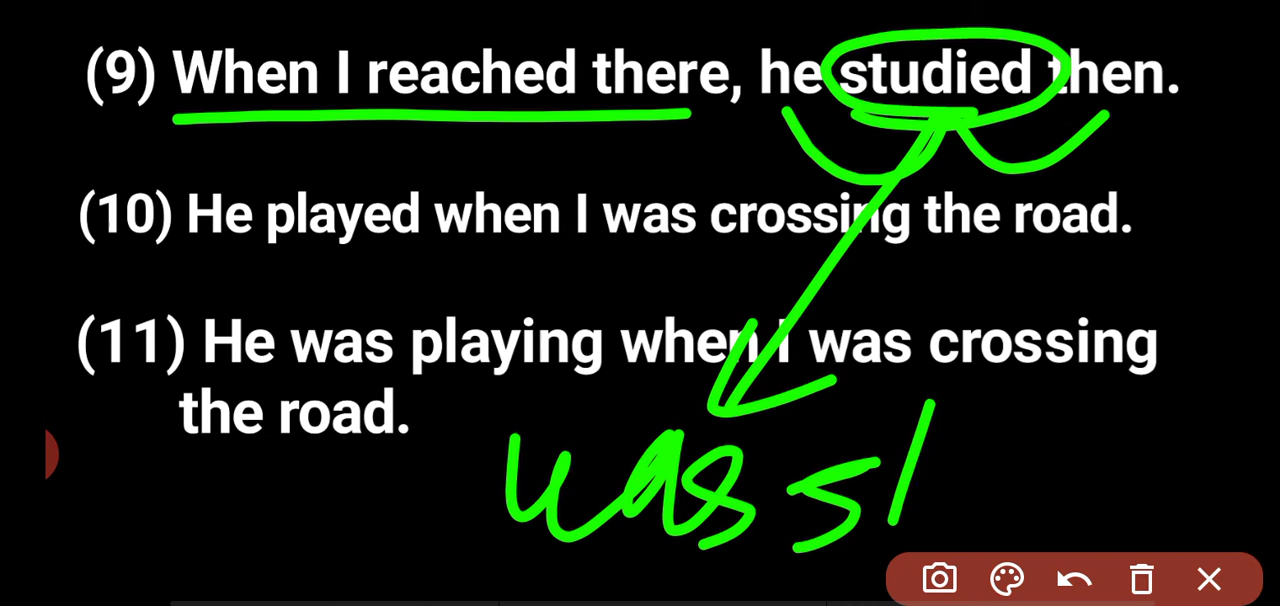 (9) When I reached there, he studied then.
(10) He played when I was crossing the road.
(11) He was playing when I was crossing
the road.
was